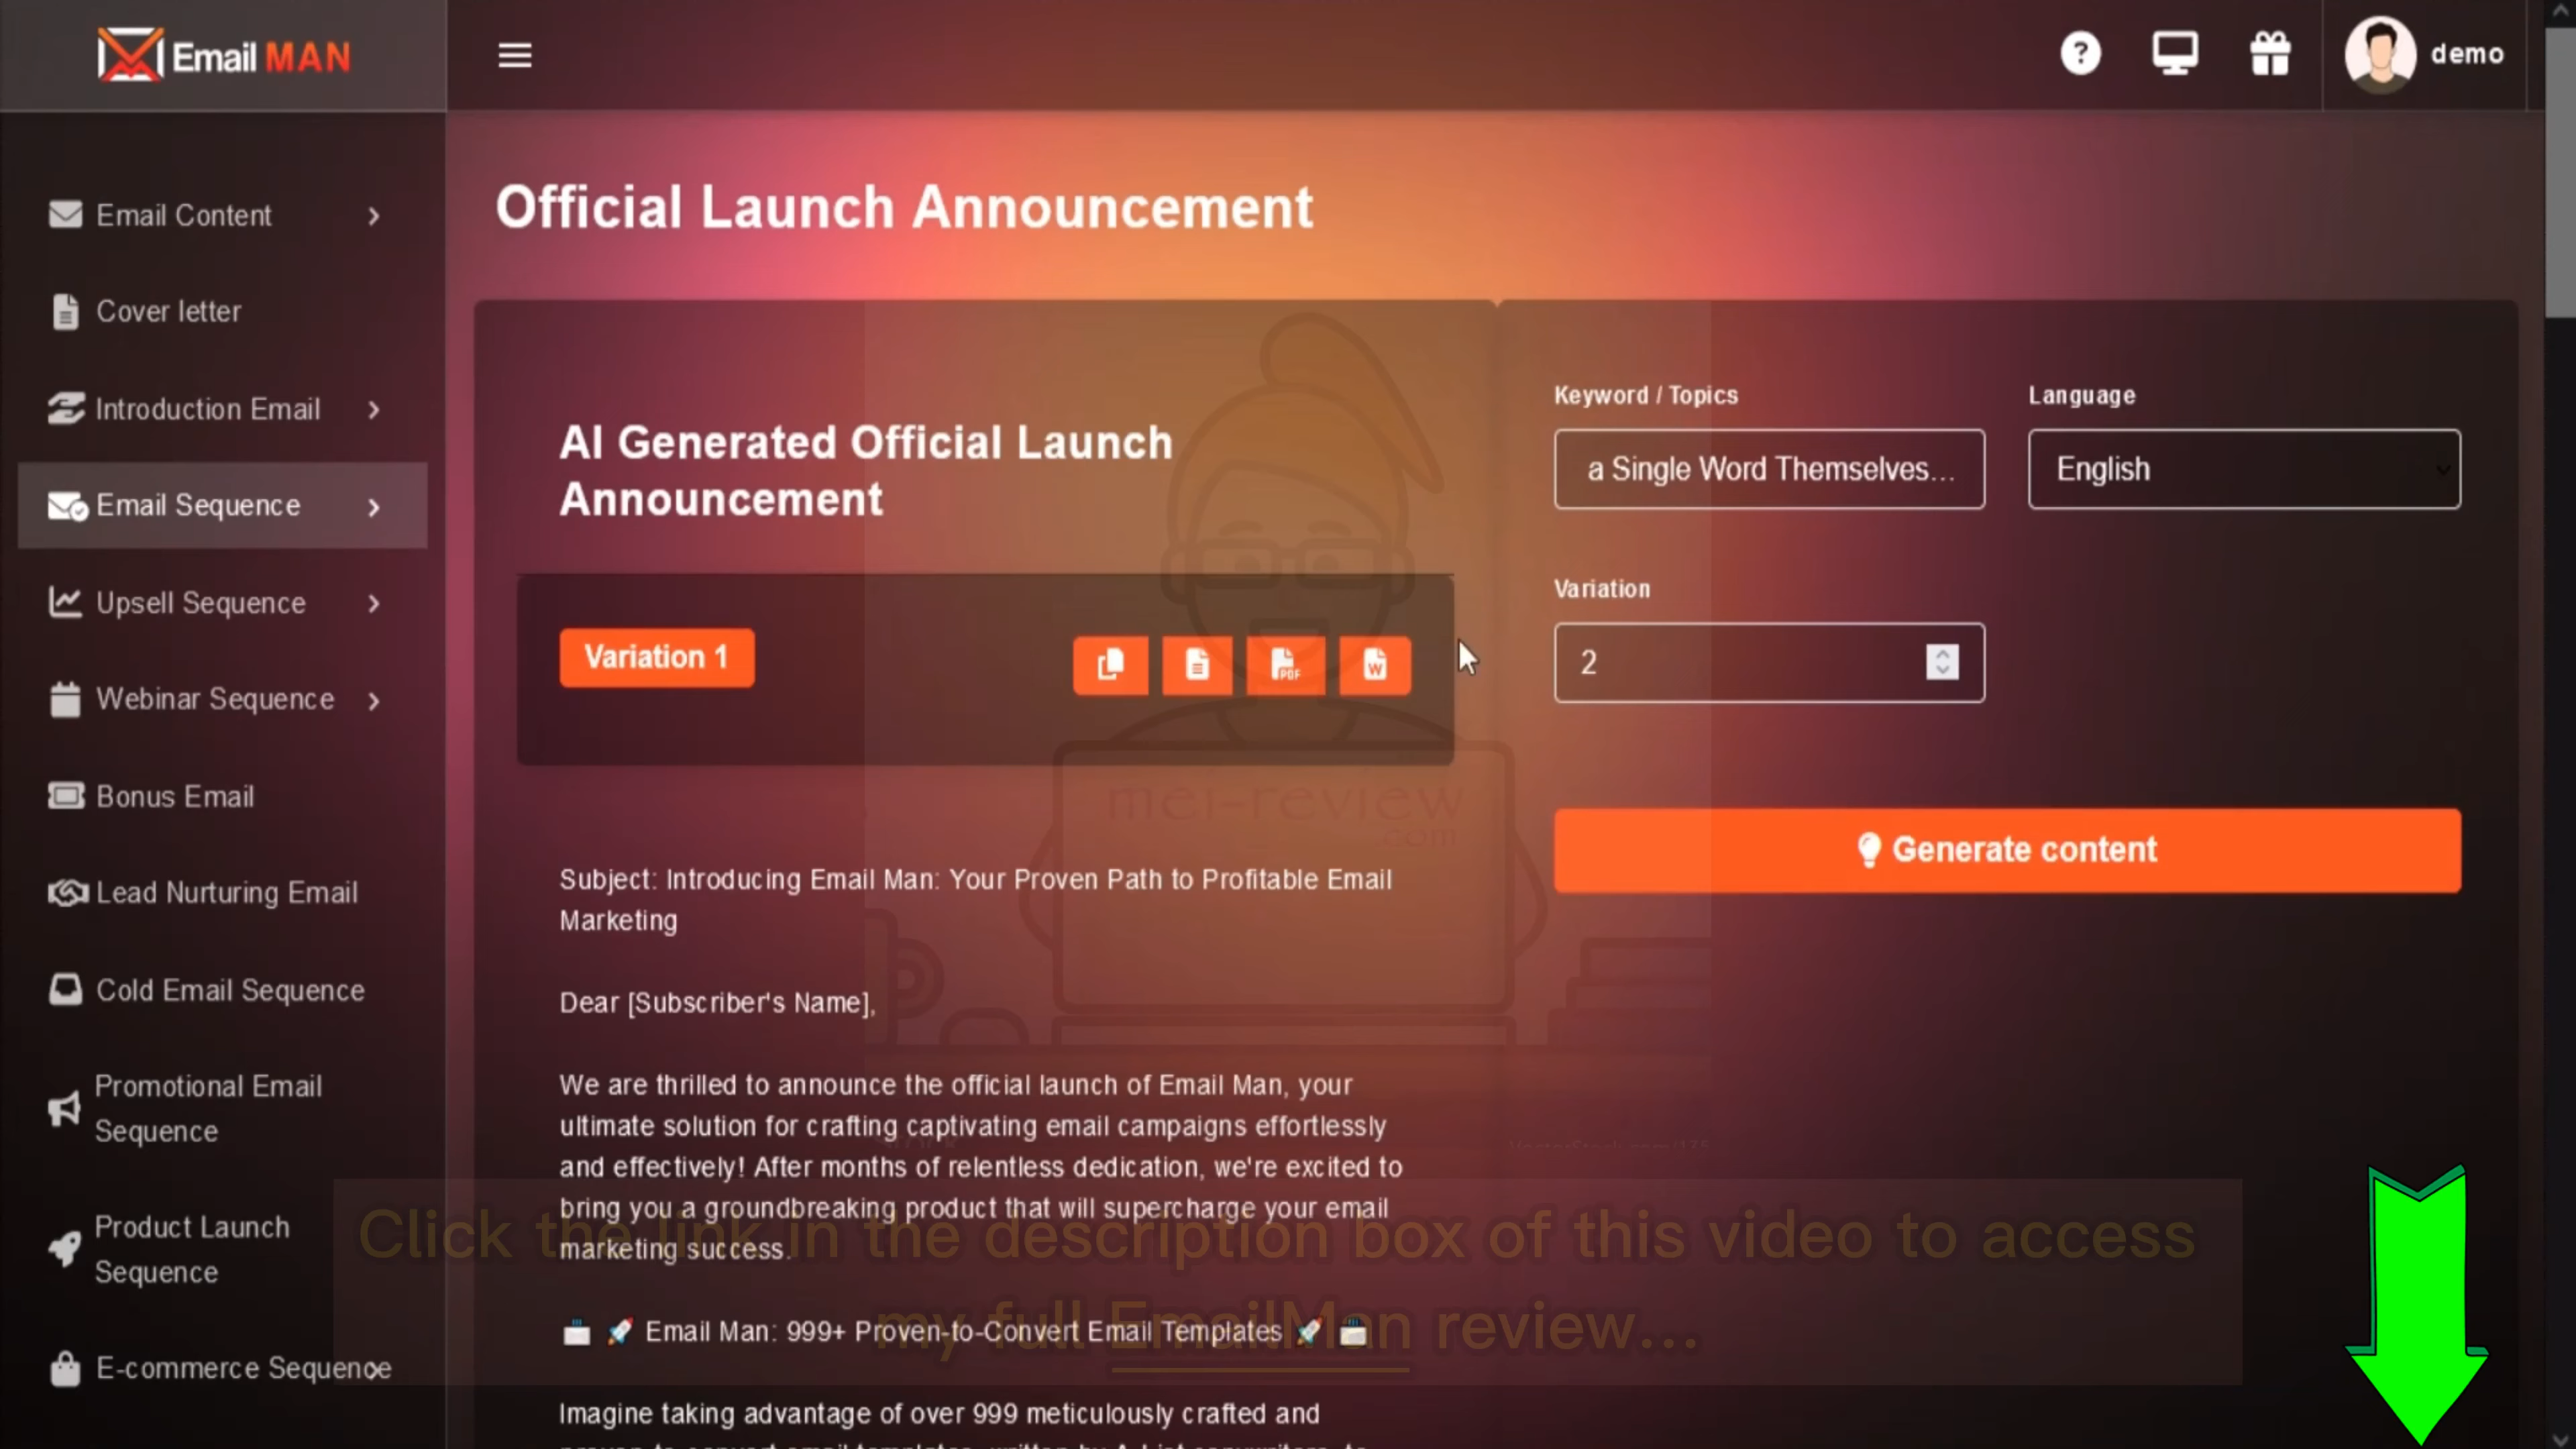 Email MAN
demo
Email Content
Cover letter
Introduction Email
Email Sequence
Upsell Sequence
Webinar Sequence
Bonus Email
Lead Nurturing Email
Cold Email Sequence
Promotional Email
Sequence
Product Launch
Sequence
E-commerce Sequence
Official Launch Announcement
AI Generated Official Launch
Announcement
Variation 1
PDF
W
Subject: Introducing Email Man: Your Proven Path to Profitable Email
Marketing
Dear [Subscriber's Name],
We are thrilled to announce the official launch of Email Man, your
ultimate solution for crafting captivating email campaigns effortlessly
and effectively! After months of relentless dedication, we're excited to
bring you a groundbreaking product that will supercharge your email
marketing success.
Email Man: 999+ Proven-to-Convert Email Templates
Imagine taking advantage of over 999 meticulously crafted and
Keyword / Topics
a Single Word Themselves...
Language
English
Variation
2
Generate content
mei-review
.com
Click the link in the description box of this video to access
my full EmailMan review...